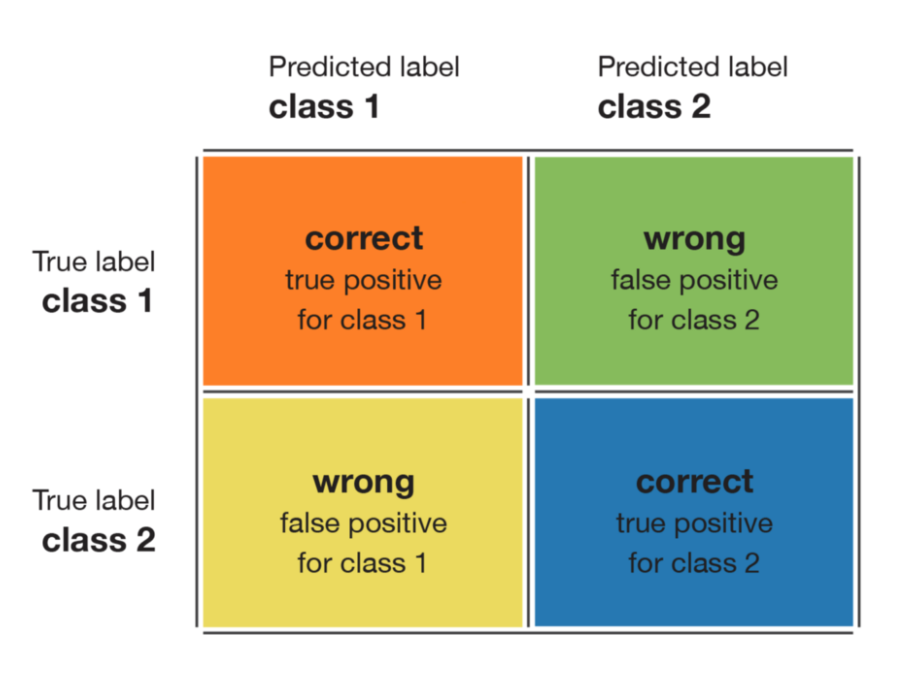 Predicted label
class 1
Predicted label
class 2
True label
class 1
correct
true positive
for class 1
wrong
false positive
for class 2
True label
class 2
wrong
false positive
for class 1
correct
true positive
for class 2